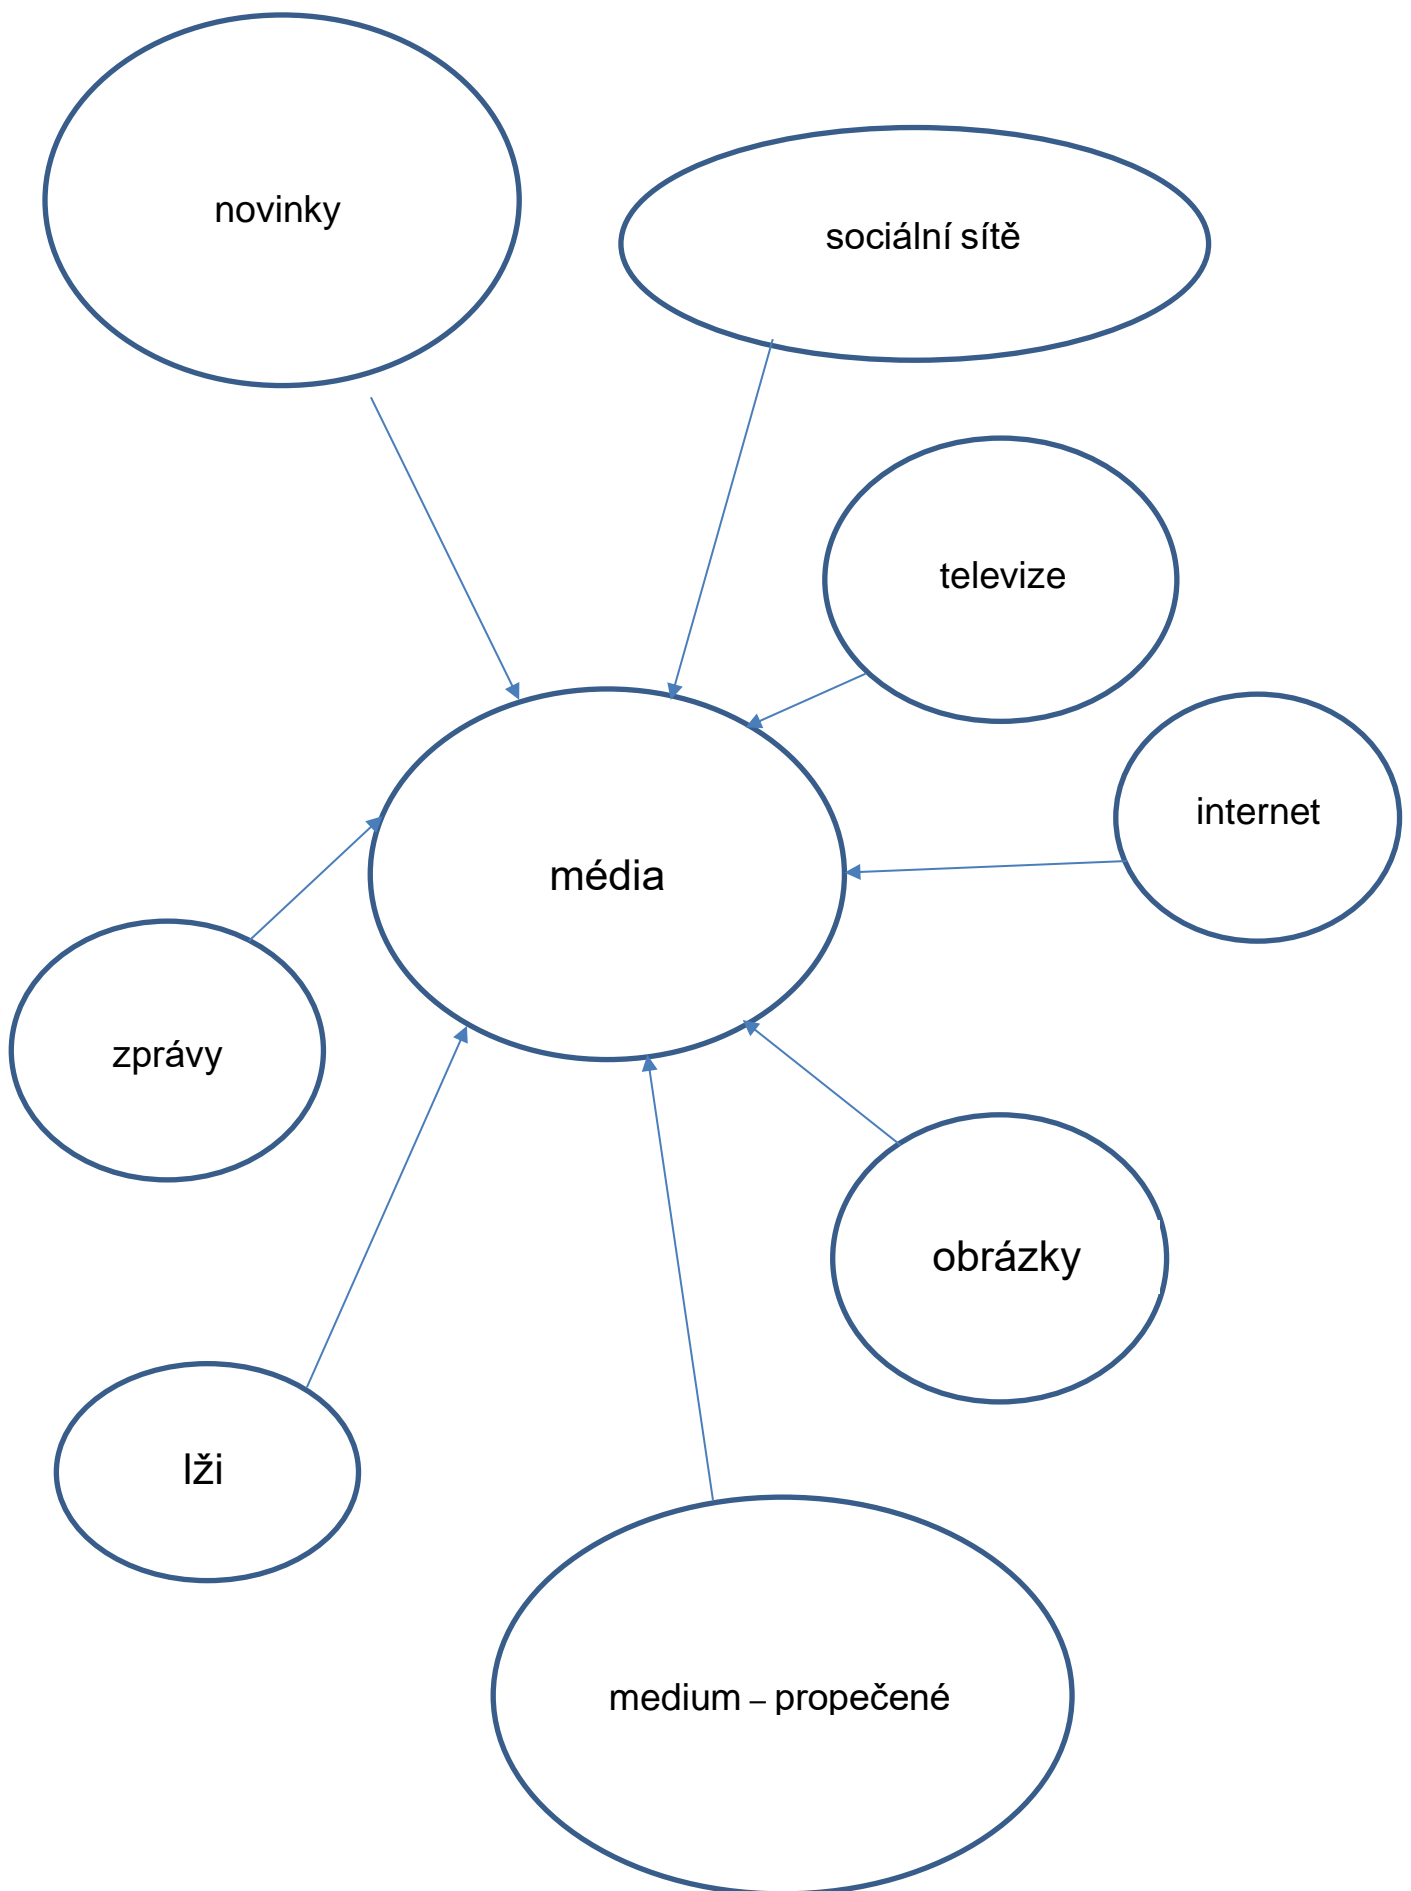 novinky
sociální sítě
televize
internet
média
zprávy
obrázky
lži
medium – propečené